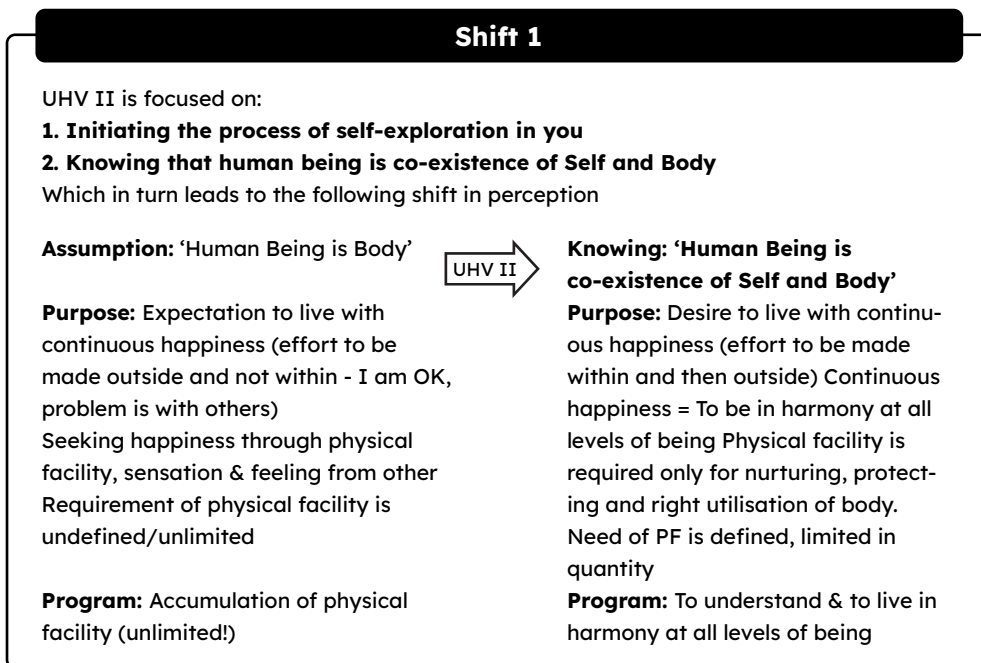 Shift 1
UHV II is focused on:
1. Initiating the process of self-exploration in you
2. Knowing that human being is co-existence of Self and Body
Which in turn leads to the following shift in perception
Assumption: ‘Human Being is Body’
Purpose: Expectation to live with
continuous happiness (effort to be
made outside and not within - I am OK,
problem is with others)
Seeking happiness through physical
facility, sensation & feeling from other
Requirement of physical facility is
undefined/unlimited
Program: Accumulation of physical
facility (unlimited!)
UHV II
Knowing: ‘Human Being is
co-existence of Self and Body’
Purpose: Desire to live with continu-
ous happiness (effort to be made
within and then outside) Continuous
happiness = To be in harmony at all
levels of being Physical facility is
required only for nurturing, protect-
ing and right utilisation of body.
Need of PF is defined, limited in
quantity
Program: To understand & to live in
harmony at all levels of being